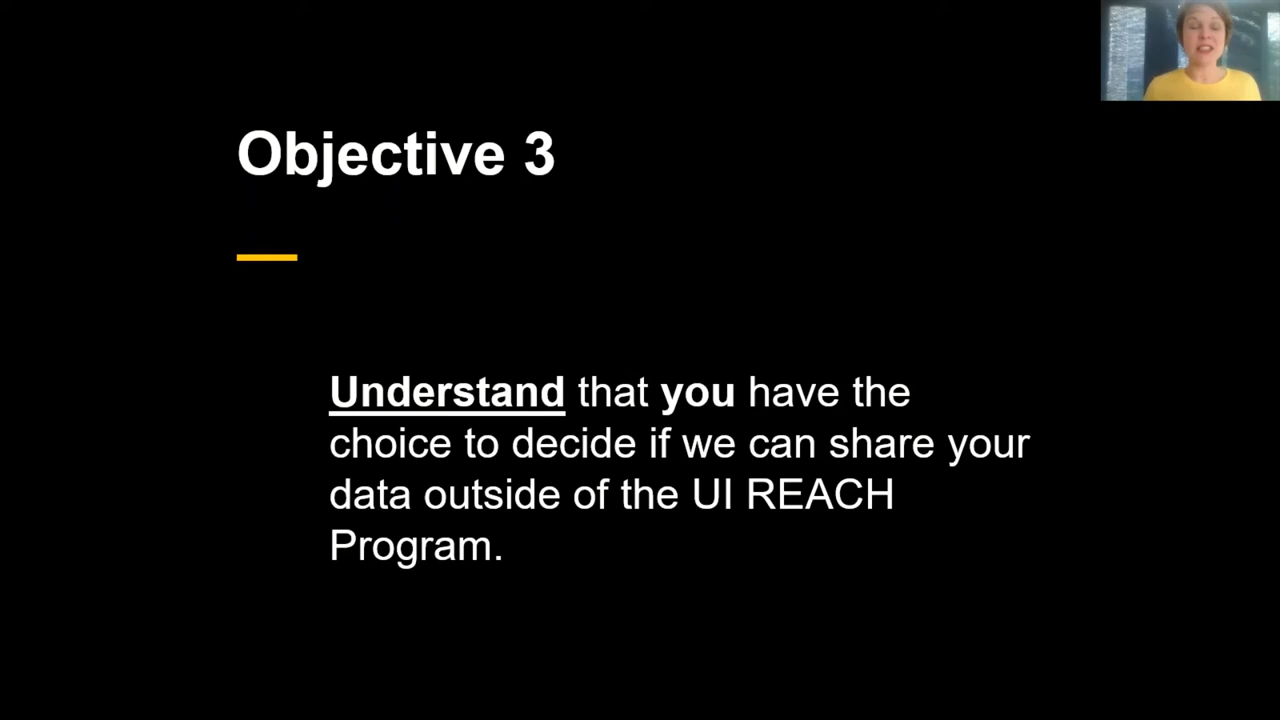 Objective 3
Understand that you have the
choice to decide if we can share your
data outside of the UI REACH
Program.